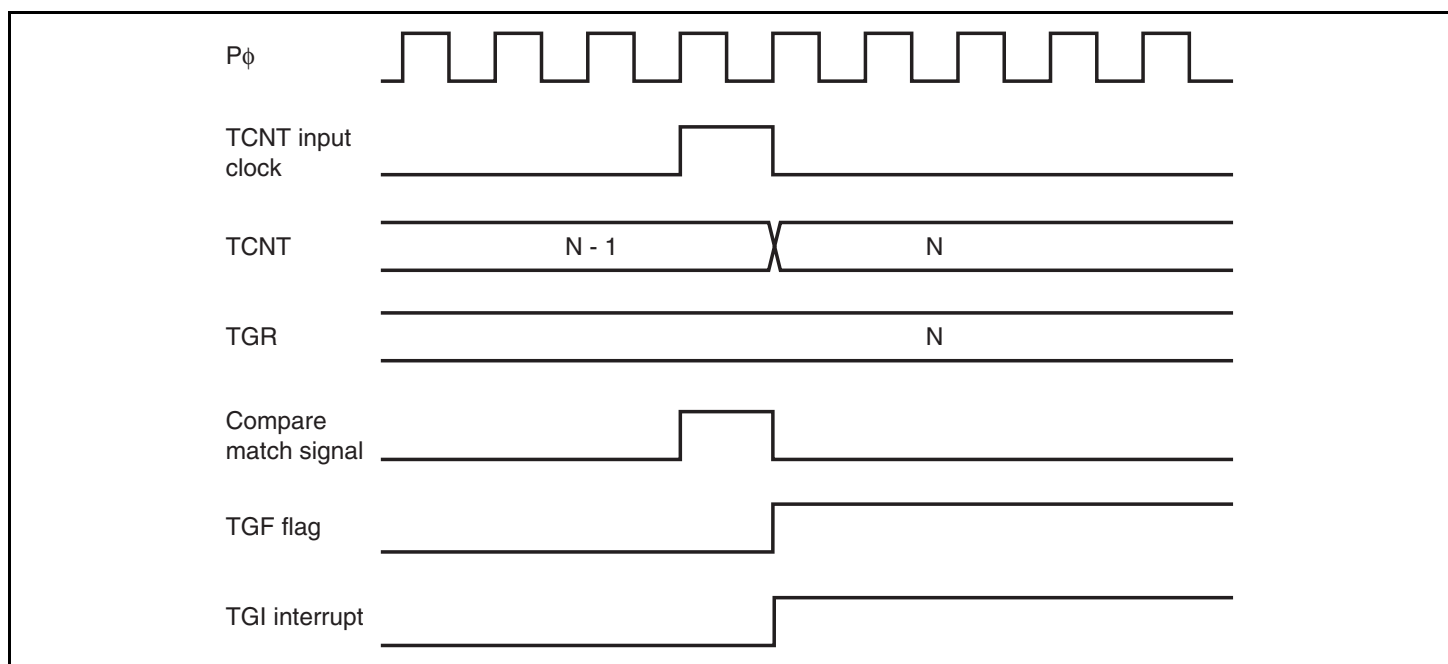 Pϕ
TCNT input
clock
TCNT
N - 1
N
TGR
N
Compare
match signal
TGF flag
TGI interrupt